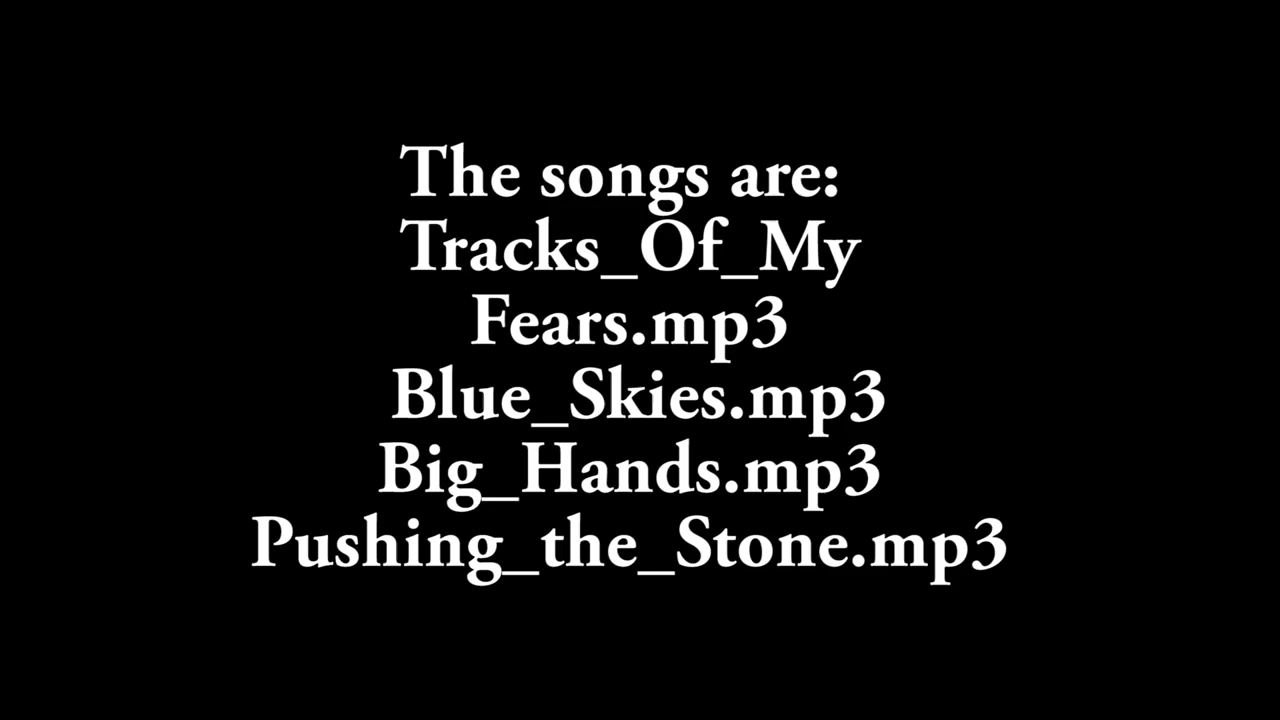 The songs are:
Tracks_Of_My
Fears.mp3
Blue_Skies.mp3
Big_Hands.mp3
Pushing_the_Stone.mp3